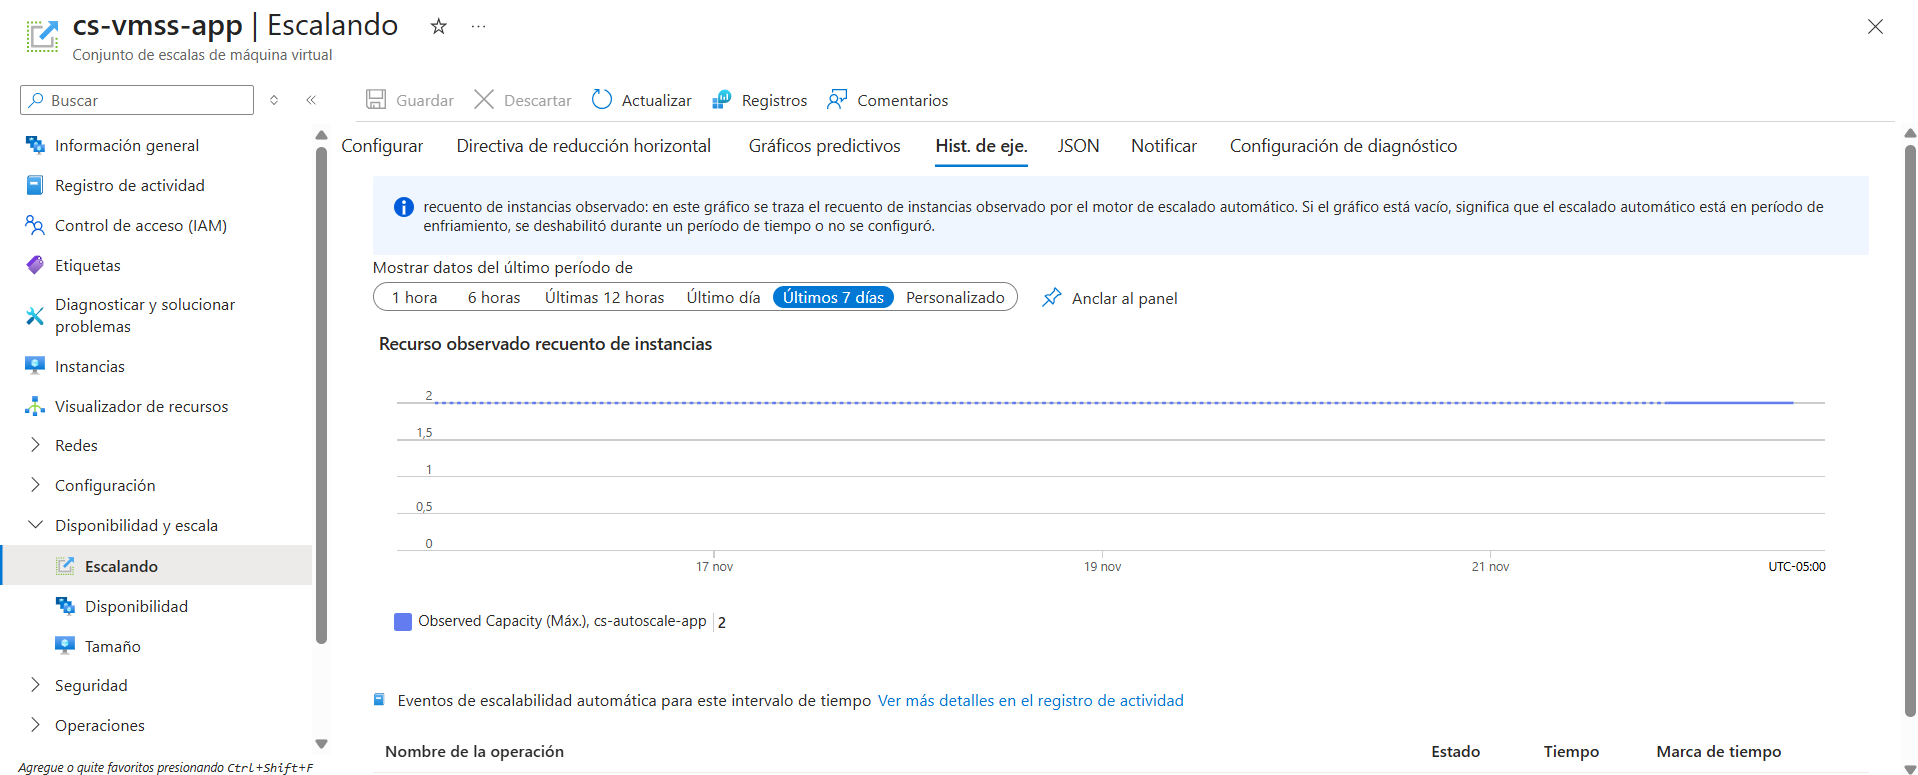 cs-vmss-app | Escalando
Conjunto de escalas de máquina virtual
Buscar
Guardar Descartar Actualizar Registros Comentarios
Información general
Registro de actividad
Control de acceso (IAM)
Etiquetas
Diagnosticar y solucionar
problemas
Instancias
Visualizador de recursos
Redes
Configuración
Disponibilidad y escala
Escalando
Disponibilidad
Tamaño
Seguridad
Operaciones
Agregue o quite favoritos presionando Ctrl+Shift+F
Configurar Directiva de reducción horizontal Gráficos predictivos Hist. de eje. JSON Notificar Configuración de diagnóstico
recuento de instancias observado: en este gráfico se traza el recuento de instancias observado por el motor de escalado automático. Si el gráfico está vacío, significa que el escalado automático está en período de
enfriamiento, se deshabilitó durante un período de tiempo o no se configuró.
Mostrar datos del último período de
1 hora 6 horas Últimas 12 horas Último día Últimos 7 días Personalizado Anclar al panel
Recurso observado recuento de instancias
2
1,5
1
0,5
0
17 nov 19 nov 21 nov UTC-05:00
Observed Capacity (Máx.), cs-autoscale-app 2
Eventos de escalabilidad automática para este intervalo de tiempo Ver más detalles en el registro de actividad
Nombre de la operación Estado Tiempo Marca de tiempo